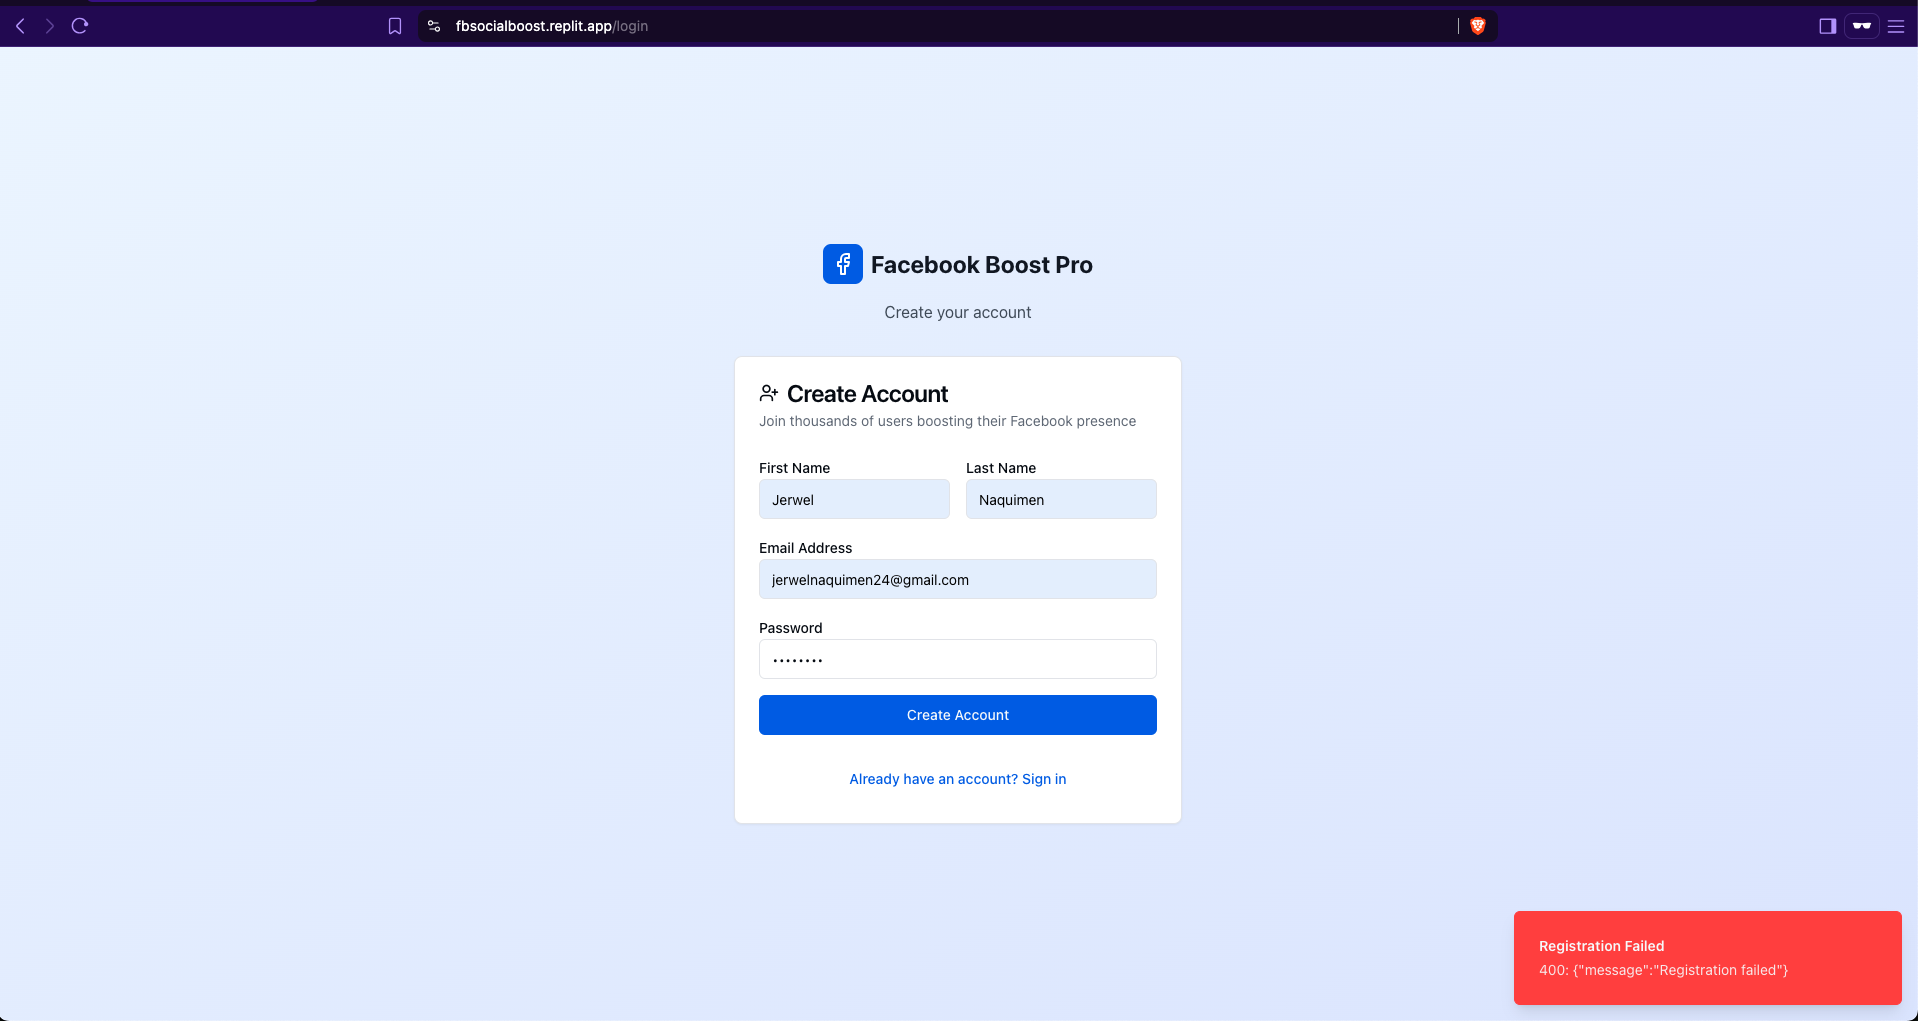 fbsocialboost.replit.app/login
Facebook Boost Pro
Create your account
Create Account
Join thousands of users boosting their Facebook presence
First Name
Last Name
Jerwel
Naquimen
Email Address
jerwelnaquimen24@gmail.com
Password
••••••••
Create Account
Already have an account? Sign in
Registration Failed
400: {"message":"Registration failed"}